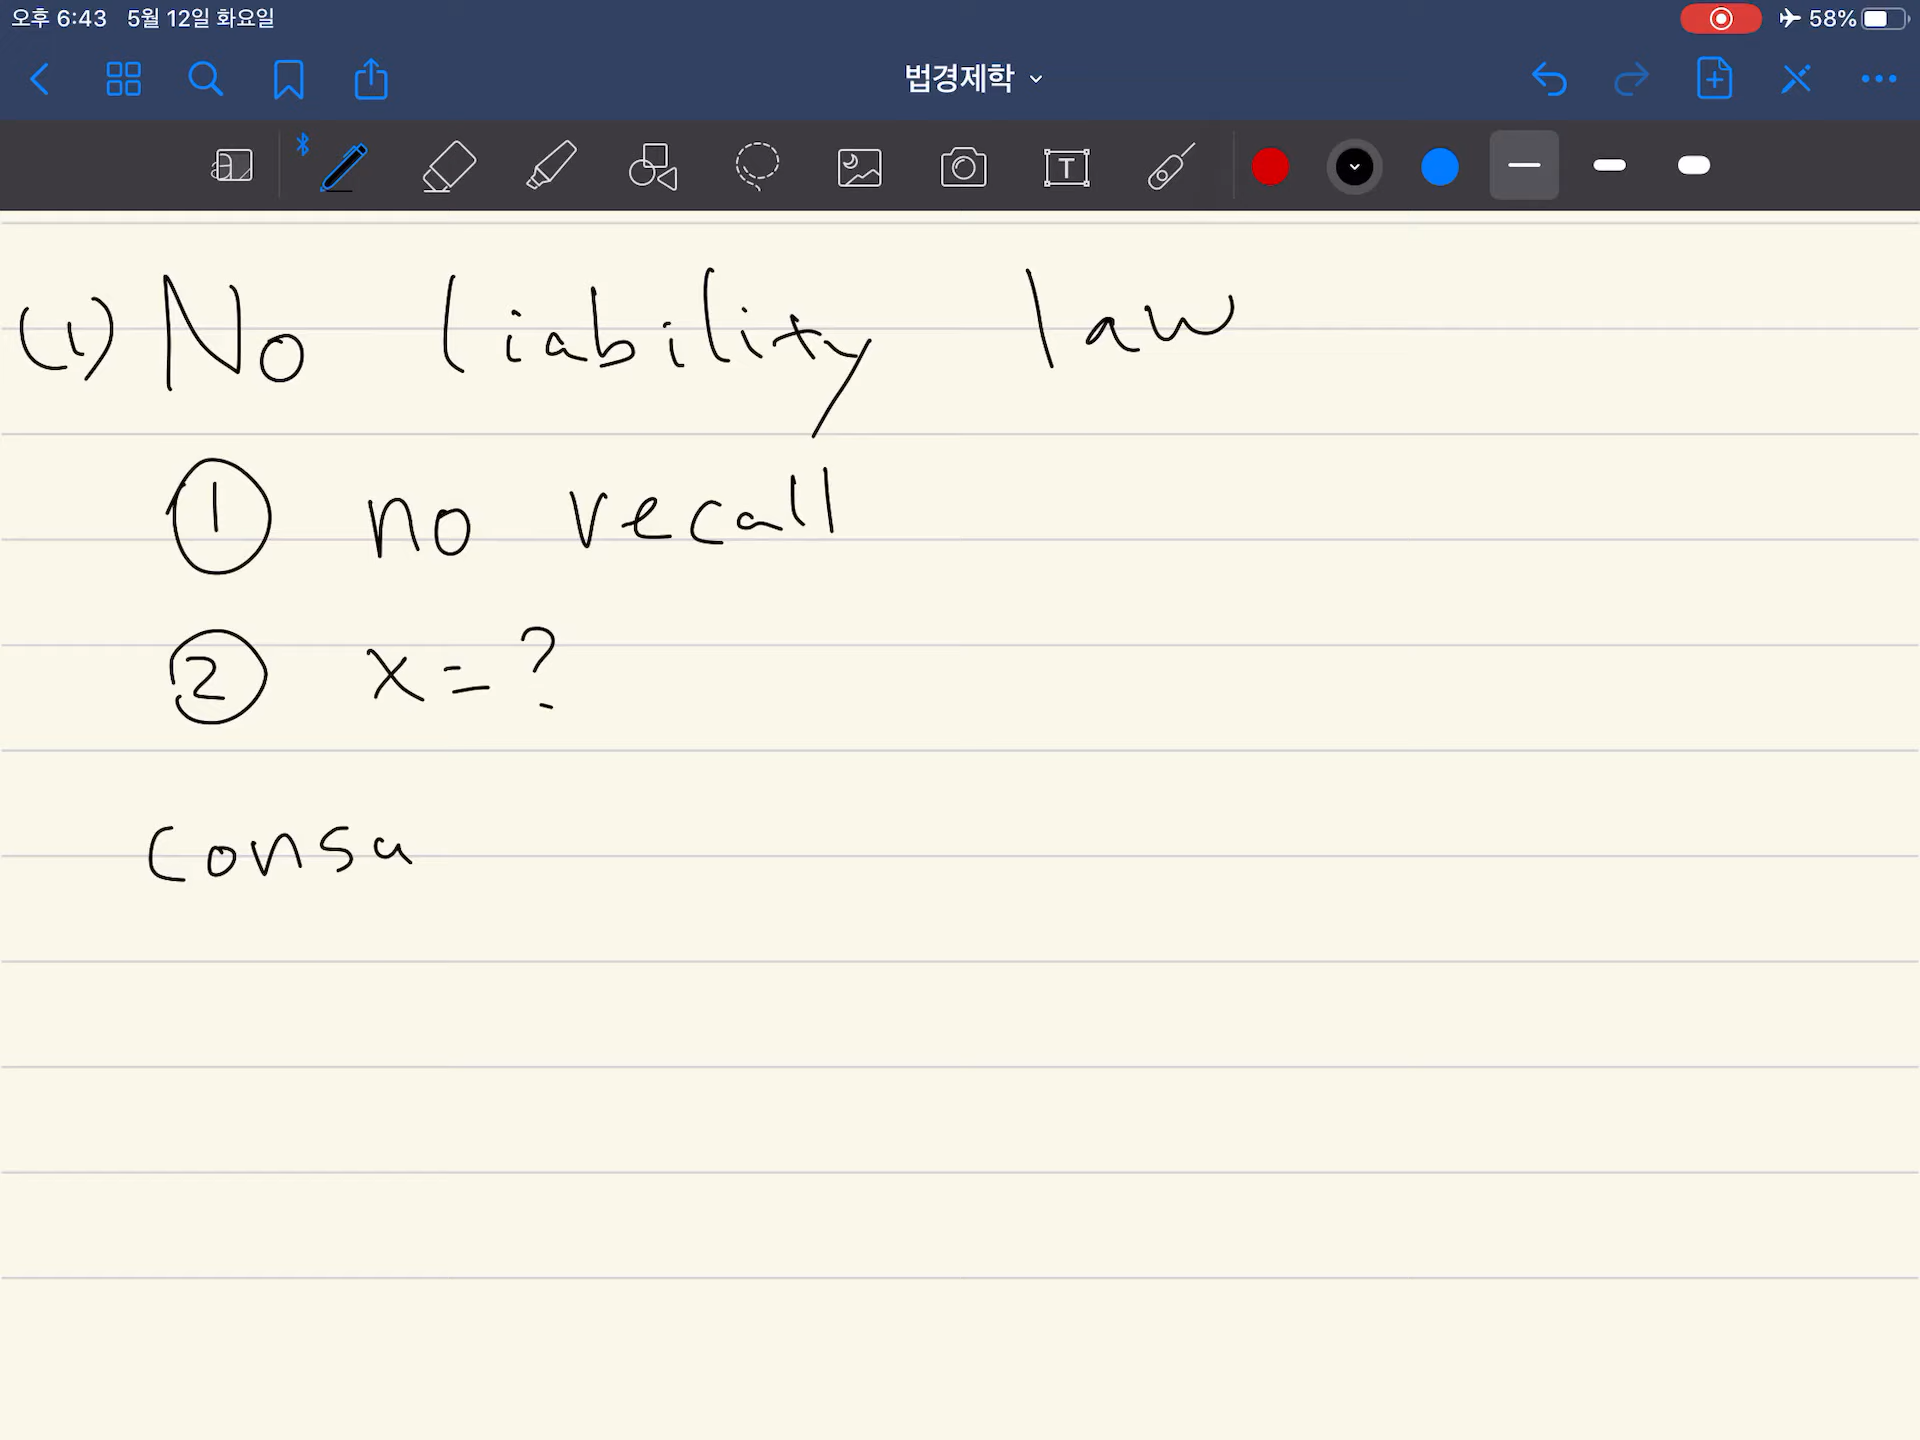 오후 6:43 5월 12일 화요일 58%
법경제학
T
(1) No liability law
① no recall
② x = ?
consu